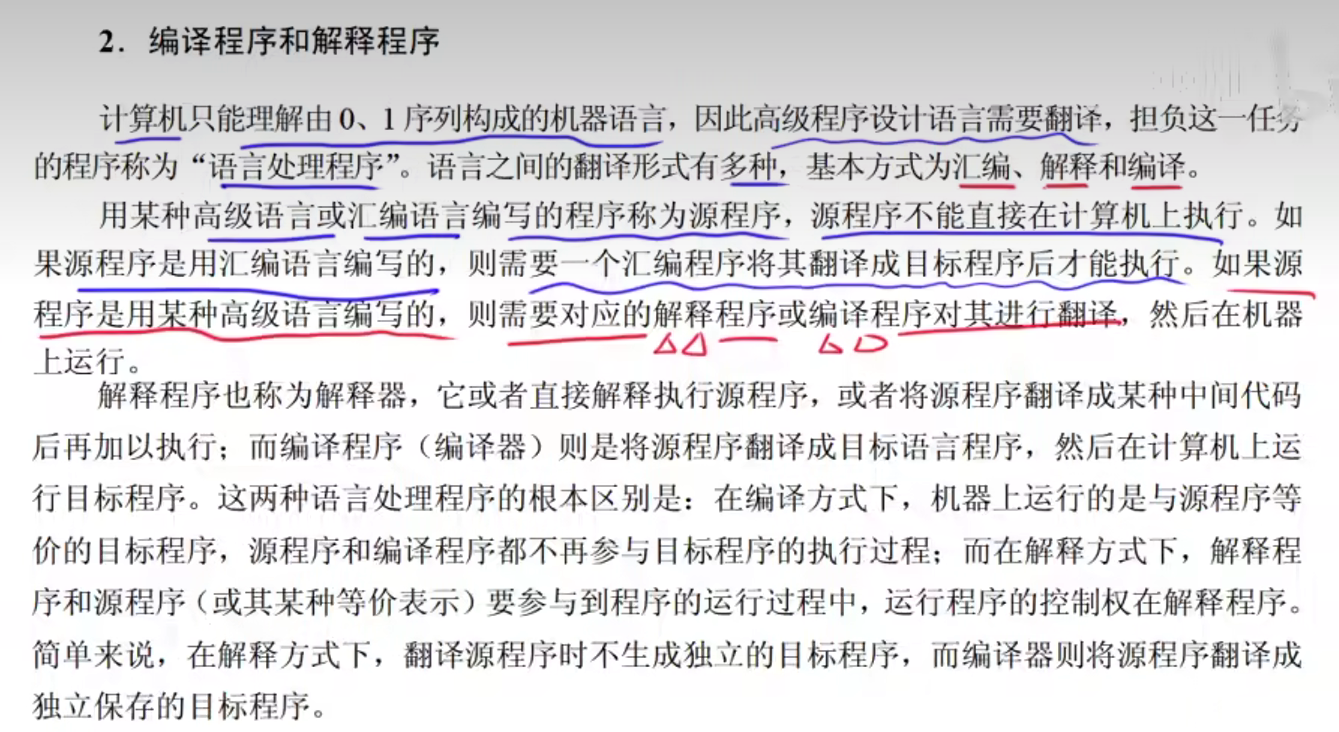 2．编译程序和解释程序
计算机只能理解由 0、1 序列构成的机器语言，因此高级程序设计语言需要翻译，担负这一任务
的程序称为“语言处理程序”。语言之间的翻译形式有多种，基本方式为汇编、解释和编译。
用某种高级语言或汇编语言编写的程序称为源程序，源程序不能直接在计算机上执行。如
果源程序是用汇编语言编写的，则需要一个汇编程序将其翻译成目标程序后才能执行。如果源
程序是用某种高级语言编写的，则需要对应的解释程序或编译程序对其进行翻译，然后在机器
上运行。
解释程序也称为解释器，它或者直接解释执行源程序，或者将源程序翻译成某种中间代码
后再加以执行；而编译程序（编译器）则是将源程序翻译成目标语言程序，然后在计算机上运
行目标程序。这两种语言处理程序的根本区别是：在编译方式下，机器上运行的是与源程序等
价的目标程序，源程序和编译程序都不再参与目标程序的执行过程；而在解释方式下，解释程
序和源程序（或其某种等价表示）要参与到程序的运行过程中，运行程序的控制权在解释程序。
简单来说，在解释方式下，翻译源程序时不生成独立的目标程序，而编译器则将源程序翻译成
独立保存的目标程序。